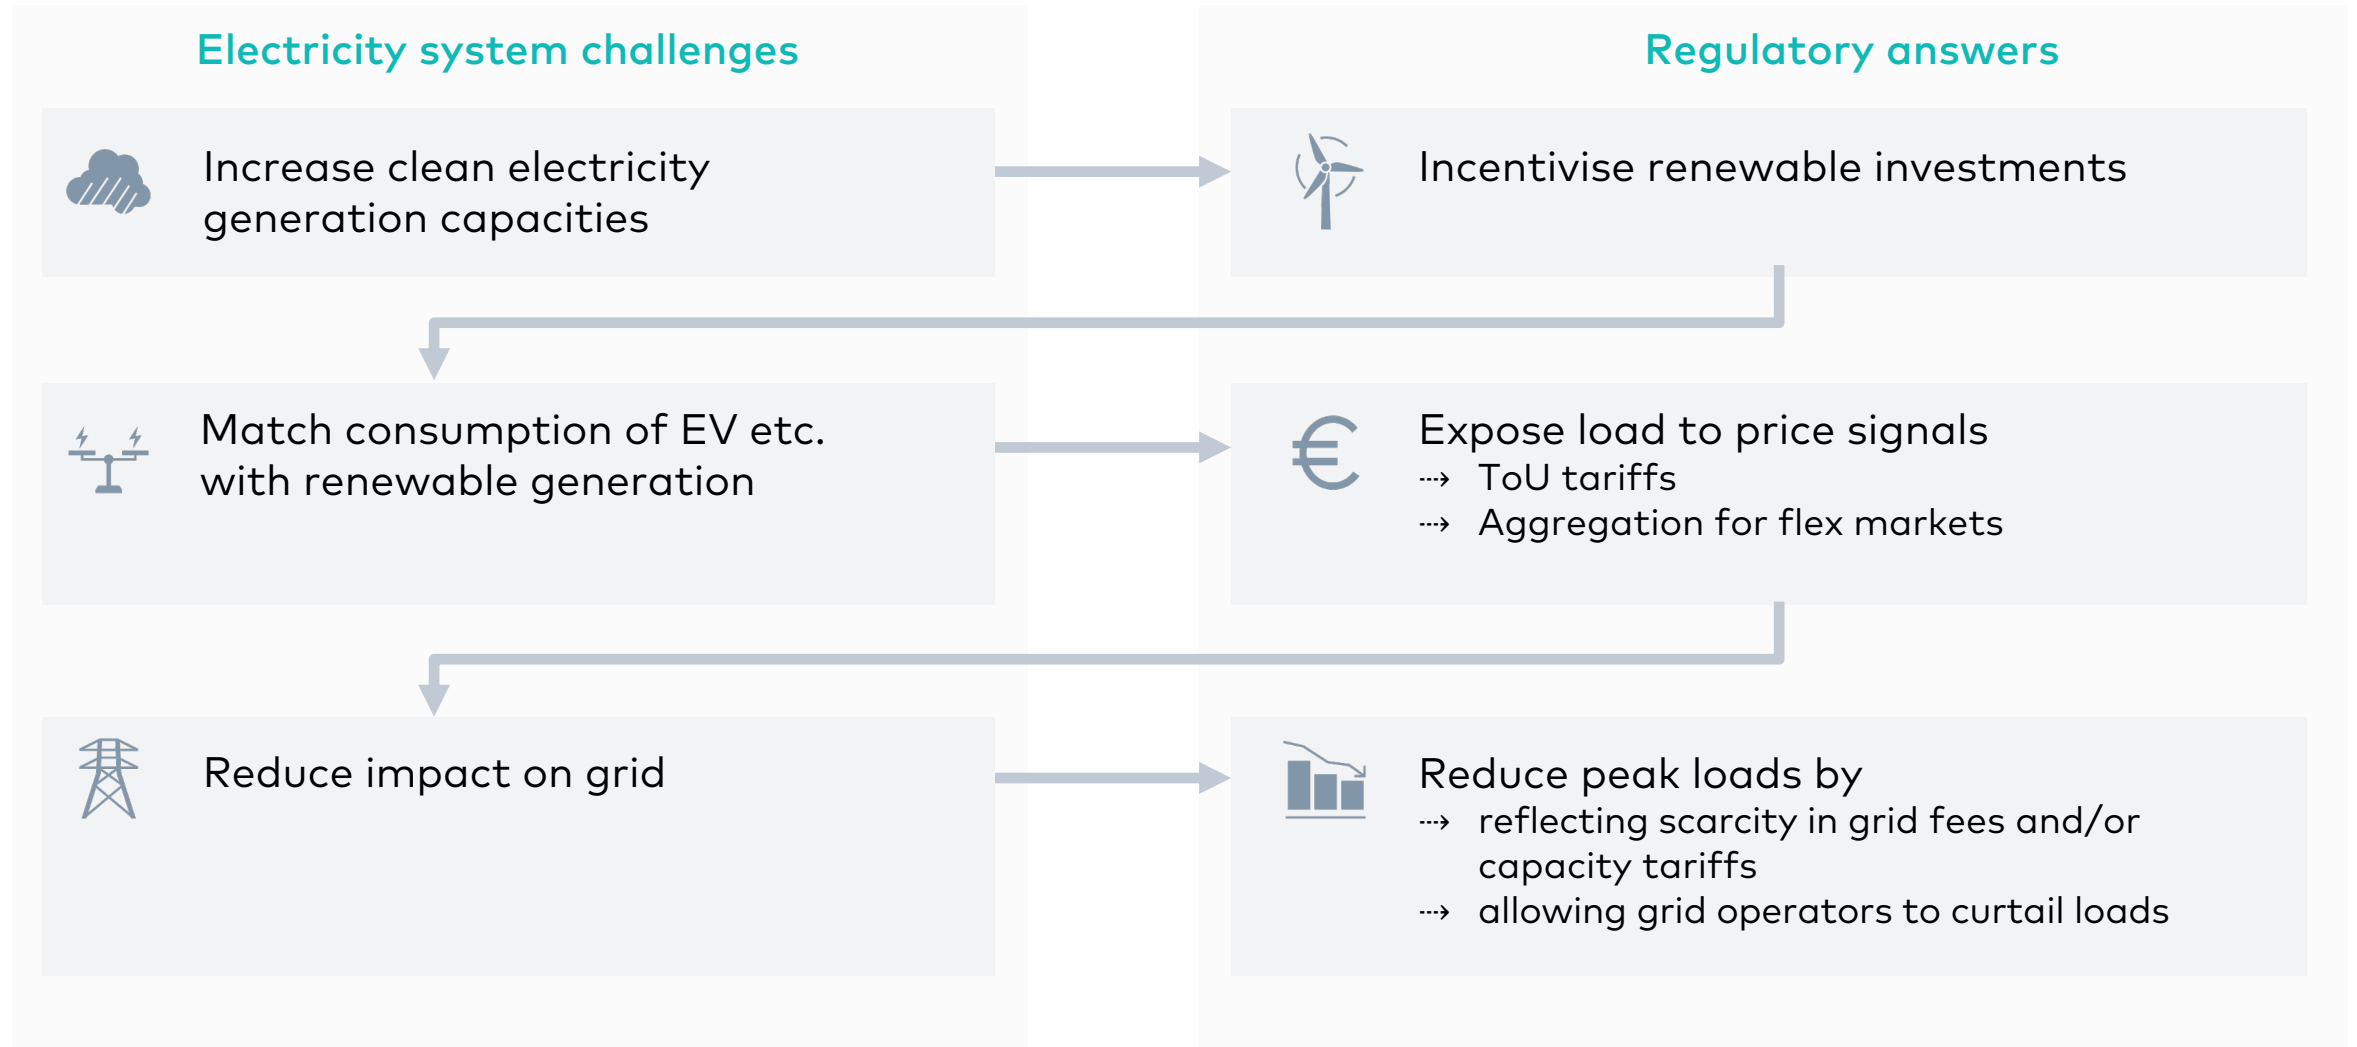 Electricity system challenges
Regulatory answers
Increase clean electricity
generation capacities
Incentivise renewable investments
Match consumption of EV etc.
with renewable generation
Expose load to price signals
⇢ ToU tariffs
⇢ Aggregation for flex markets
Reduce impact on grid
Reduce peak loads by
⇢ reflecting scarcity in grid fees and/or
capacity tariffs
⇢ allowing grid operators to curtail loads